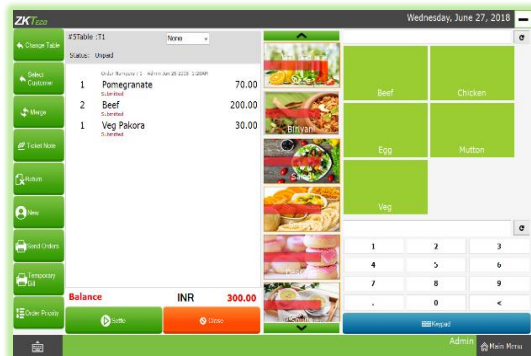 ZKTeco
Wednesday, June 27, 2018
Change Table
Select Customer
Merge
Ticket Note
Return
New
Send Orders
Temporary Bill
Order Priorite
#5Table :T1
None
Status: Unpaid
1 Pomegranate 70.00
Submitted
2 Beef 200.00
Submitted
1 Veg Pakora 30.00
Submitted
Balance INR 300.00
Settle
Close
Biriyani
Salad
Beef
Chicken
Egg
Mutton
Veg
1 2 3
4 5 6
7 8 9
. 0 <
Keypad
Admin
Main Menu